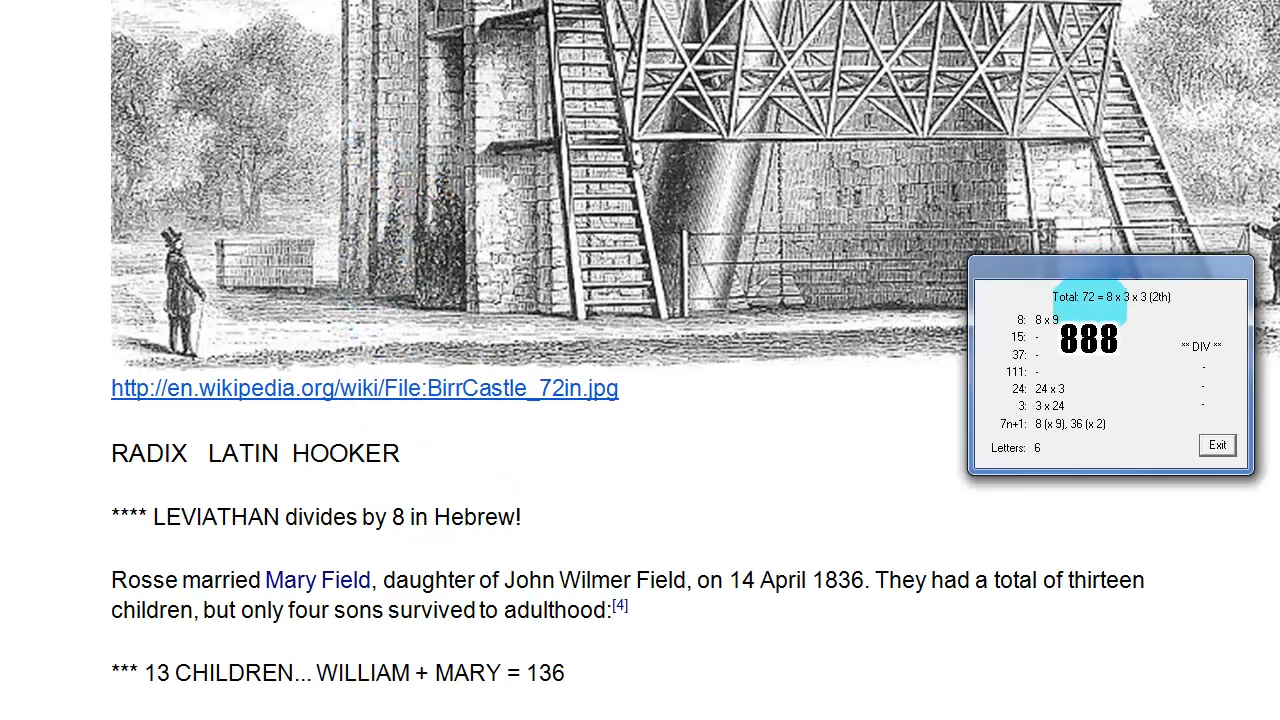 Total: 72 = 8 x 3 x 3 (2th)
8: 8 x 9
888
15: -
** DIV **
37: -
-
111: -
-
24: 24 x 3
-
3: 3 x 24
7n+1: 8 (x 9), 36 (x 2)
Letters: 6
Exit
http://en.wikipedia.org/wiki/File:BirrCastle_72in.jpg
RADIX LATIN HOOKER
**** LEVIATHAN divides by 8 in Hebrew!
Rosse married Mary Field, daughter of John Wilmer Field, on 14 April 1836. They had a total of thirteen
children, but only four sons survived to adulthood:[4]
*** 13 CHILDREN... WILLIAM + MARY = 136